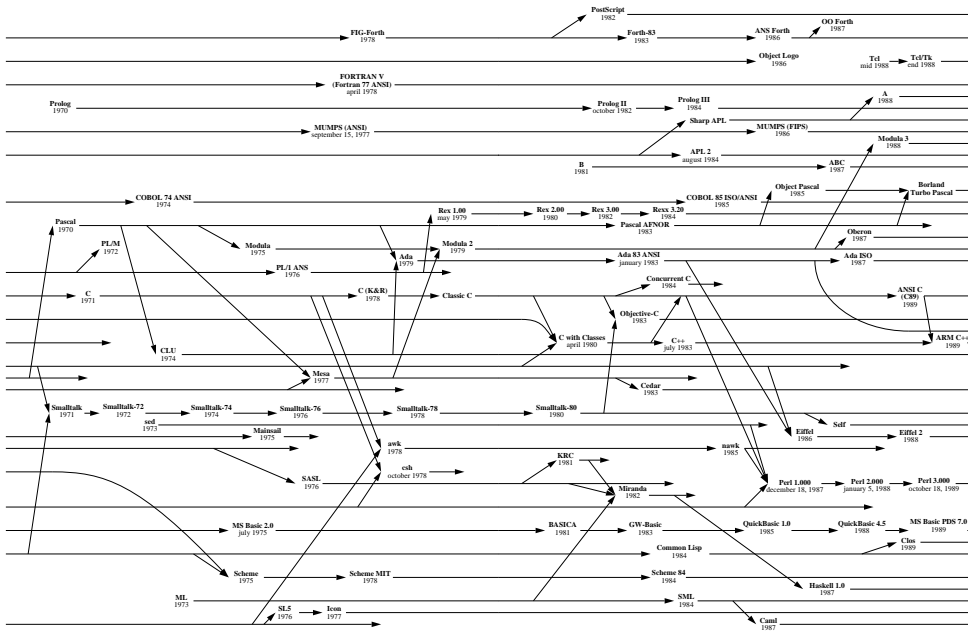 PostScript
1982
OO Forth
1987
FIG-Forth
1978
Forth-83
1983
ANS Forth
1986
Object Logo
1986
Tcl
mid 1988
Tcl/Tk
end 1988
FORTRAN V
(Fortran 77 ANSI)
april 1978
A
1988
Prolog
1970
Prolog II
october 1982
Prolog III
1984
Sharp APL
MUMPS (ANSI)
september 15, 1977
MUMPS (FIPS)
1986
Modula 3
1988
APL 2
august 1984
B
1981
ABC
1987
Object Pascal
1985
Borland
Turbo Pascal
COBOL 74 ANSI
1974
COBOL 85 ISO/ANSI
1985
Rex 1.00
may 1979
Rex 2.00
1980
Rex 3.00
1982
Rexx 3.20
1984
Pascal
1970
Pascal AFNOR
1983
Oberon
1987
PL/M
1972
Modula
1975
Modula 2
1979
Ada
1979
Ada 83 ANSI
january 1983
Ada ISO
1987
PL/1 ANS
1976
Concurrent C
1984
C
1971
C (K&R)
1978
Classic C
ANSI C
(C89)
1989
Objective-C
1983
C with Classes
april 1980
C++
july 1983
ARM C++
1989
CLU
1974
Mesa
1977
Cedar
1983
Smalltalk
1971
Smalltalk-72
1972
Smalltalk-74
1974
Smalltalk-76
1976
Smalltalk-78
1978
Smalltalk-80
1980
sed
1973
Self
Mainsail
1975
Eiffel
1986
Eiffel 2
1988
awk
1978
nawk
1985
KRC
1981
csh
october 1978
SASL
1976
Miranda
1982
Perl 1.000
december 18, 1987
Perl 2.000
january 5, 1988
Perl 3.000
october 18, 1989
MS Basic 2.0
july 1975
BASICA
1981
GW-Basic
1983
QuickBasic 1.0
1985
QuickBasic 4.5
1988
MS Basic PDS 7.0
1989
Clos
1989
Common Lisp
1984
Scheme
1975
Scheme MIT
1978
Scheme 84
1984
Haskell 1.0
1987
ML
1973
SML
1984
SL5
1976
Icon
1977
Caml
1987